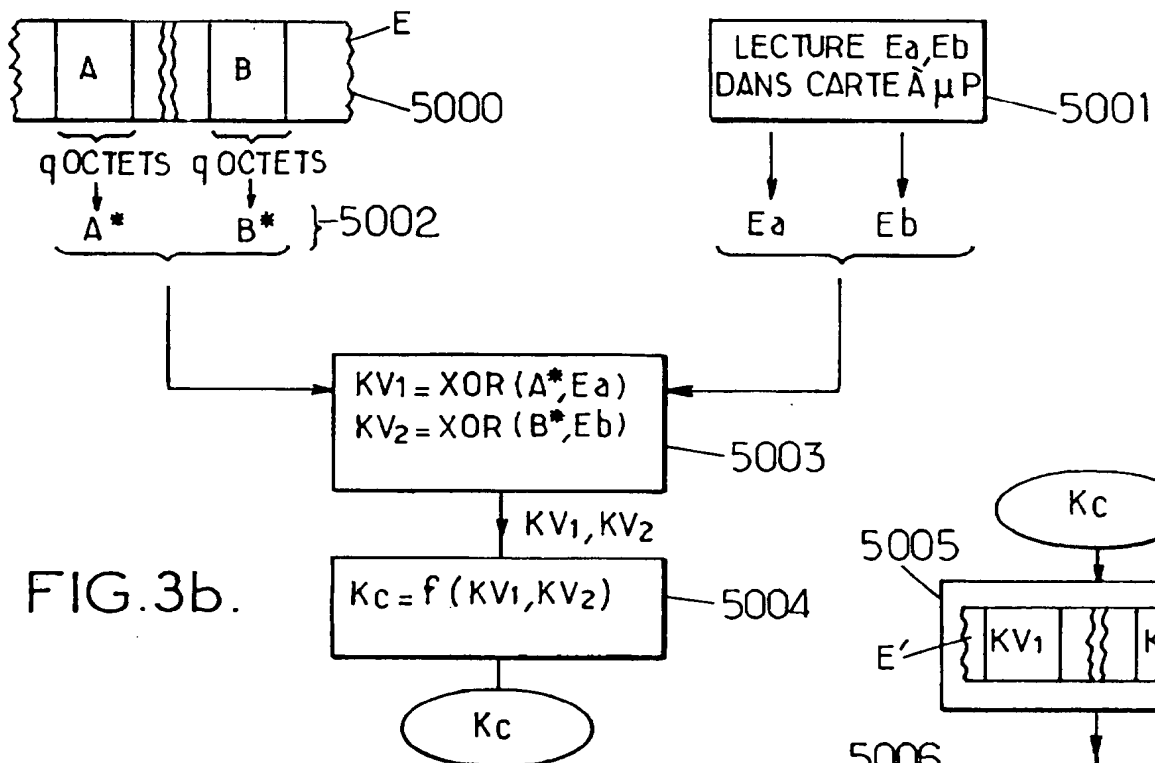 E
A
B
5000
q OCTETS
q OCTETS
A*
B*
5002
LECTURE Ea,Eb
DANS CARTE À µP
5001
Ea
Eb
KV1 = XOR (A*,Ea)
KV2 = XOR (B*,Eb)
5003
KV1, KV2
Kc = f (KV1,KV2)
5004
Kc
FIG.3b.
Kc
5005
E'
KV1
5006